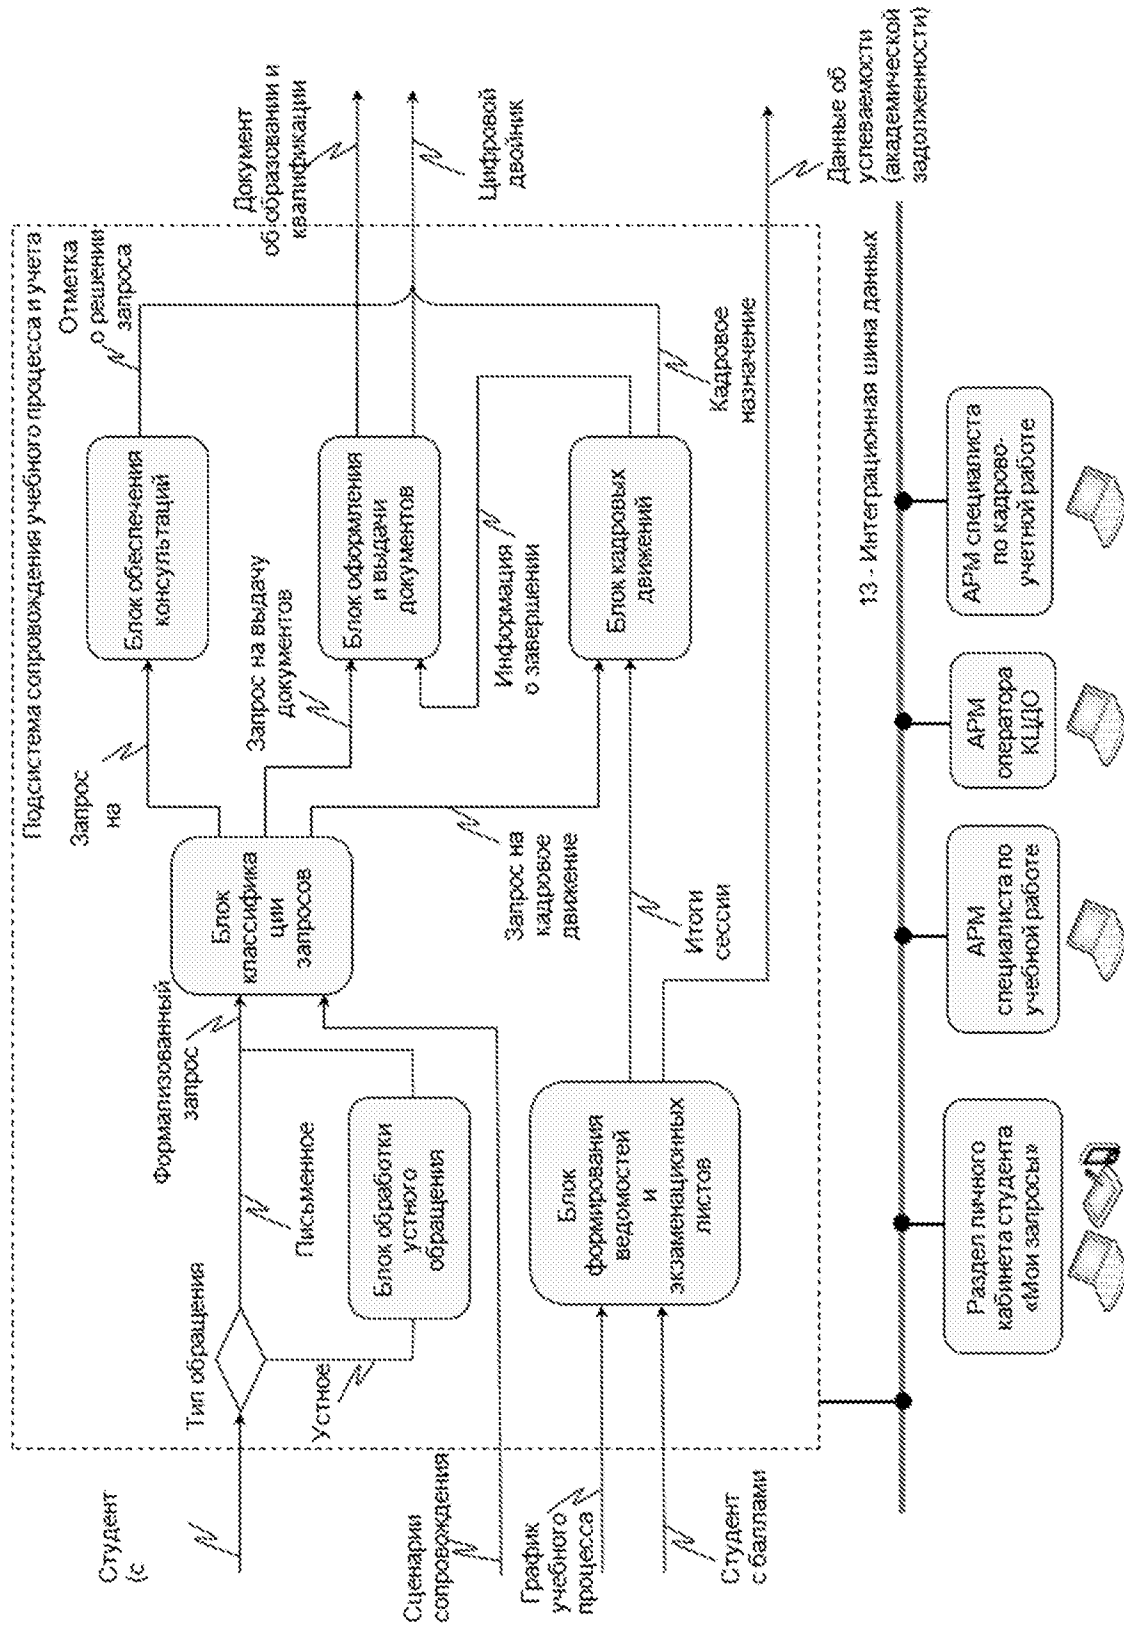 Подсистема сопровождения учебного процесса и учета
Студент
(с
Тип обращения
Письменное
Устное
Блок обработки
устного
обращения
Формализованный
запрос
Блок
классифика
ции
запросов
Запрос
на
Запрос на выдачу
документов
Запрос на
кадровое
движение
Блок обеспечения
консультаций
Блок оформления
и выдачи
документов
Блок кадровых
движений
Информация
о завершении
Отметка
о решении
запроса
Кадровое
назначение
Документ
об образовании и
квалификации
Цифровой
двойник
Сценарии
сопровождения
График
учебного
процесса
Студент
с баллами
Блок
формирования
ведомостей
и
экзаменационных
листов
Итоги
сессии
Данные об
успеваемости
(академической
задолженности)
13 - Интеграционная шина данных
Раздел личного
кабинета студента
«Мои запросы»
АРМ
специалиста по
учебной работе
АРМ
оператора
КЦДО
АРМ специалиста
по кадрово-
учетной работе